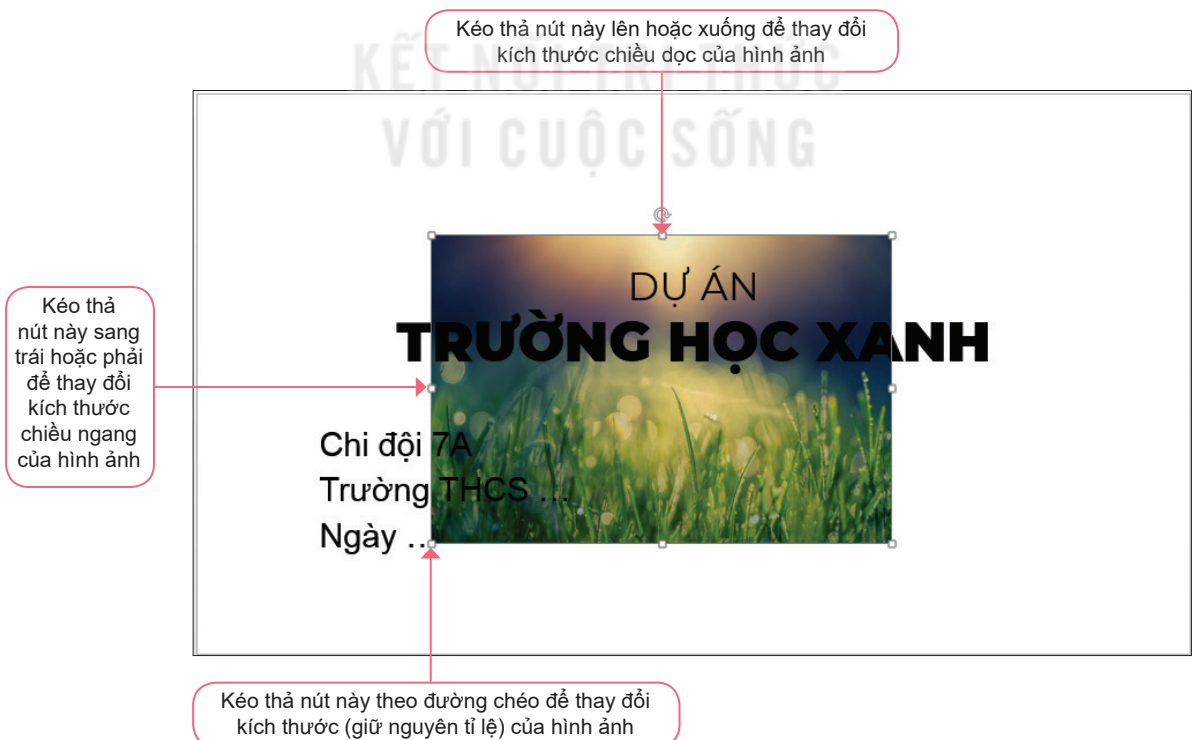 Kéo thả nút này lên hoặc xuống để thay đổi
kích thước chiều dọc của hình ảnh
KẾT NỐI TRI THỨC
VỚI CUỘC SỐNG
DỰ ÁN
TRƯỜNG HỌC XANH
Kéo thả
nút này sang
trái hoặc phải
để thay đổi
kích thước
chiều ngang
của hình ảnh
Chi đội 7A
Trường THCS ...
Ngày ...
Kéo thả nút này theo đường chéo để thay đổi
kích thước (giữ nguyên tỉ lệ) của hình ảnh